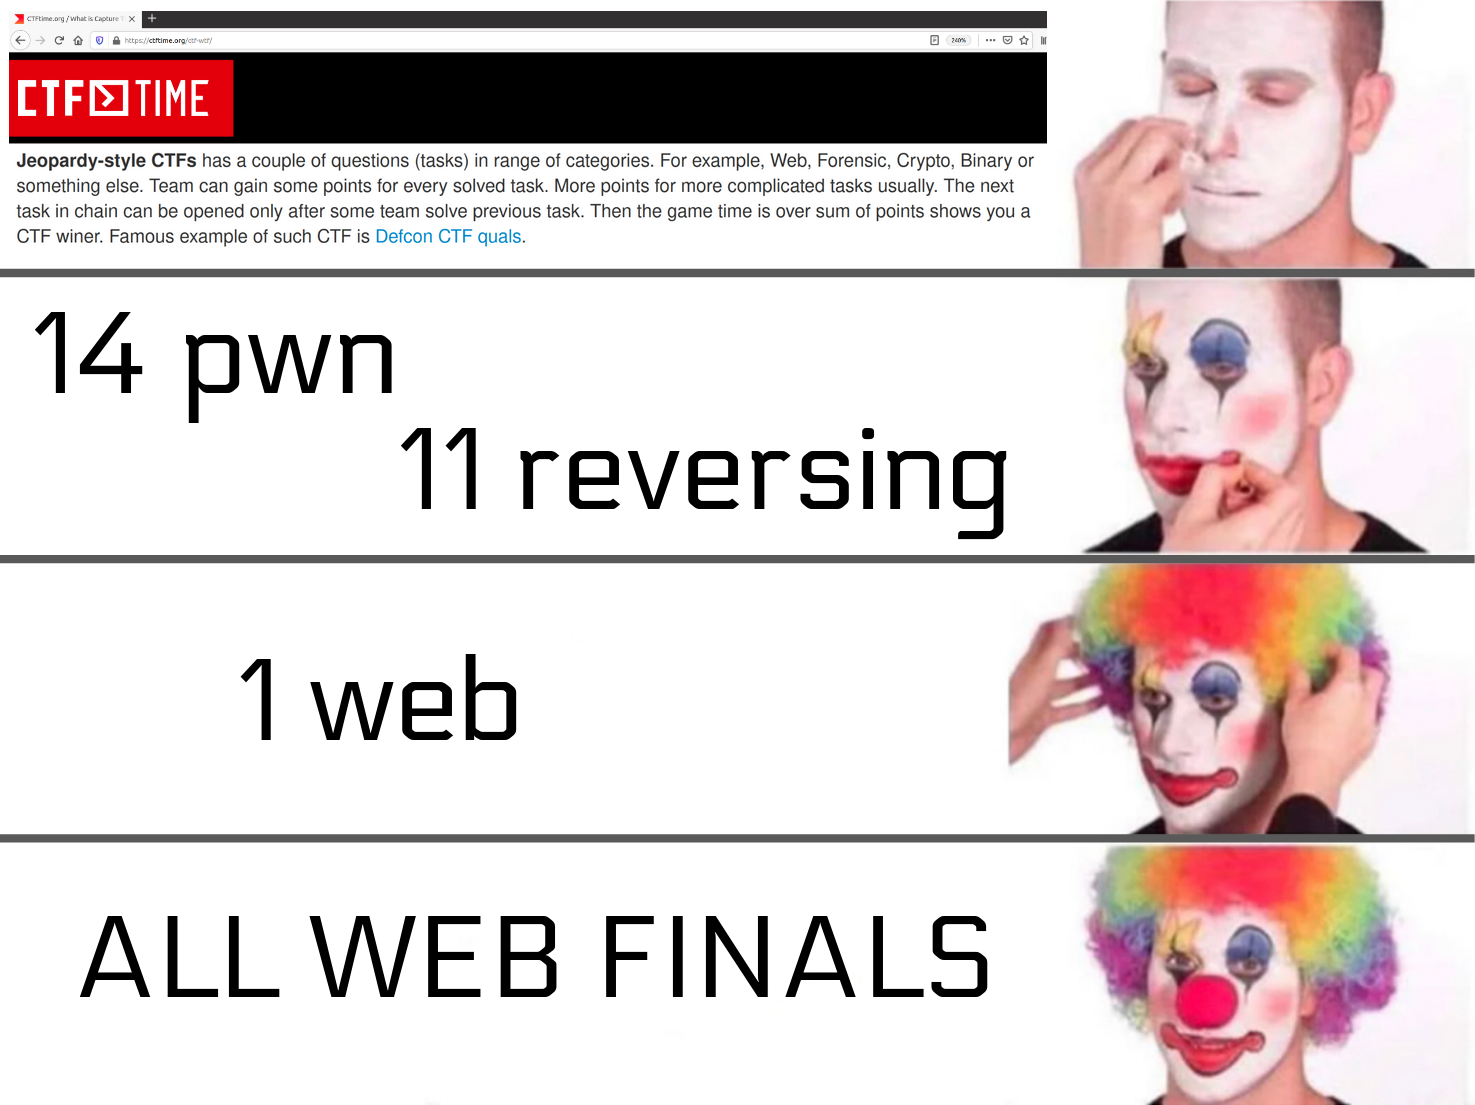 CTFtime.org / What is Capture
https://ctftime.org/ctf-wtf/
240%
CTF TIME
Jeopardy-style CTFs has a couple of questions (tasks) in range of categories. For example, Web, Forensic, Crypto, Binary or
something else. Team can gain some points for every solved task. More points for more complicated tasks usually. The next
task in chain can be opened only after some team solve previous task. Then the game time is over sum of points shows you a
CTF winer. Famous example of such CTF is Defcon CTF quals.
14 pwn
11 reversing
1 web
ALL WEB FINALS